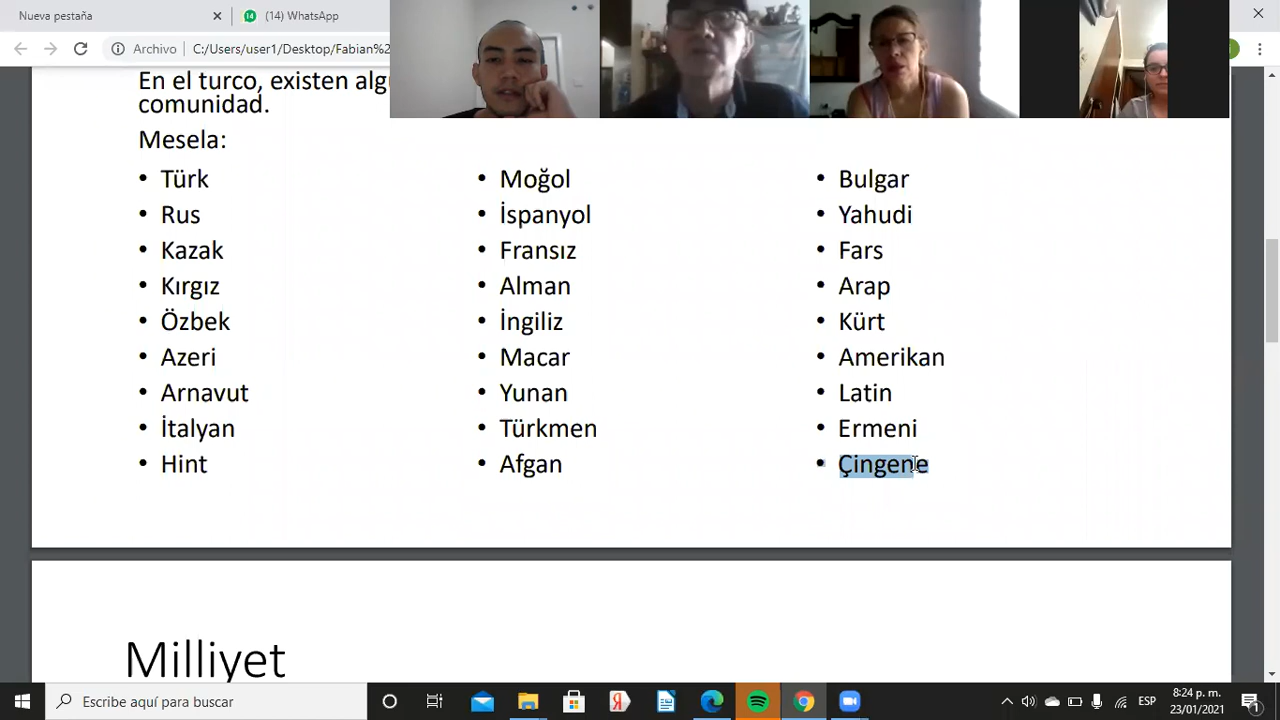 Nueva pestaña
(14) WhatsApp
Archivo
C:/Users/user1/Desktop/Fabian%2
En el turco, existen alg
comunidad.
Mesela:
• Türk
• Rus
• Kazak
• Kırgız
• Özbek
• Azeri
• Arnavut
• İtalyan
• Hint
• Moğol
• İspanyol
• Fransız
• Alman
• İngiliz
• Macar
• Yunan
• Türkmen
• Afgan
• Bulgar
• Yahudi
• Fars
• Arap
• Kürt
• Amerikan
• Latin
• Ermeni
• Çingene
Milliyet
Escribe aquí para buscar
ESP
8:24 p. m.
23/01/2021